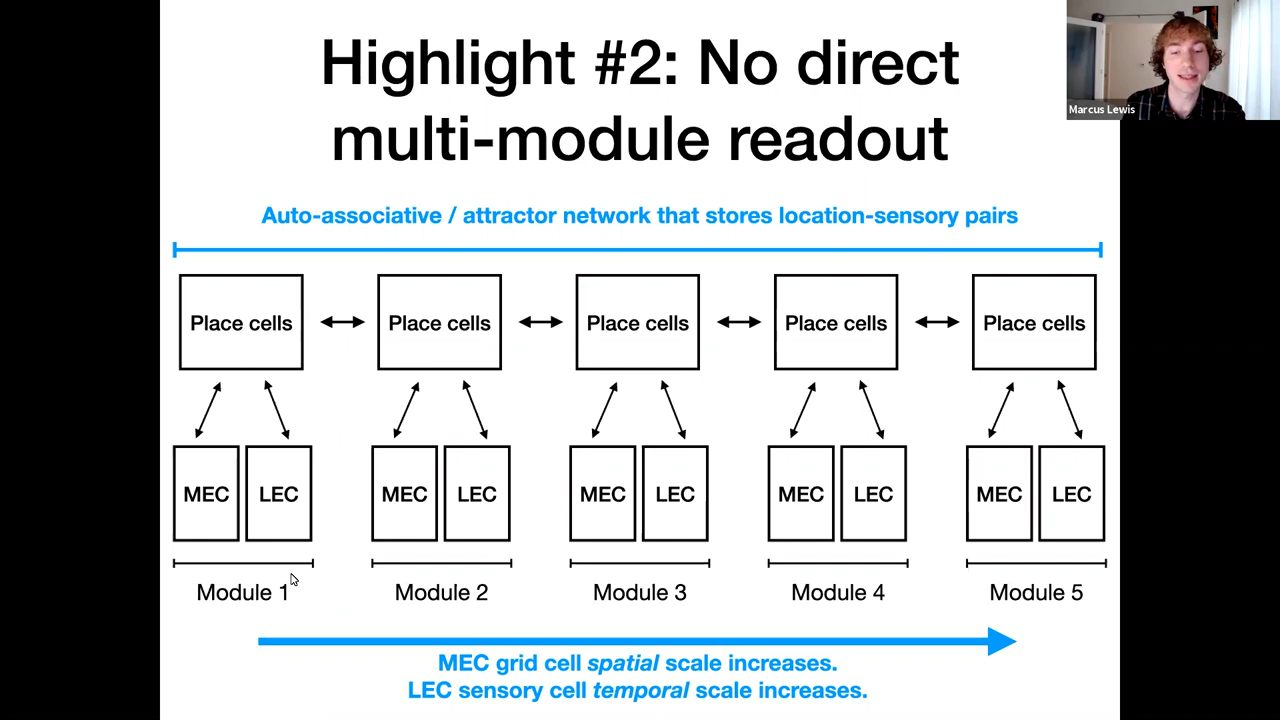 Highlight #2: No direct
multi-module readout
Marcus Lewis
Auto-associative / attractor network that stores location-sensory pairs
Place cells Place cells Place cells Place cells Place cells
MEC LEC MEC LEC MEC LEC MEC LEC MEC LEC
Module 1 Module 2 Module 3 Module 4 Module 5
MEC grid cell spatial scale increases.
LEC sensory cell temporal scale increases.